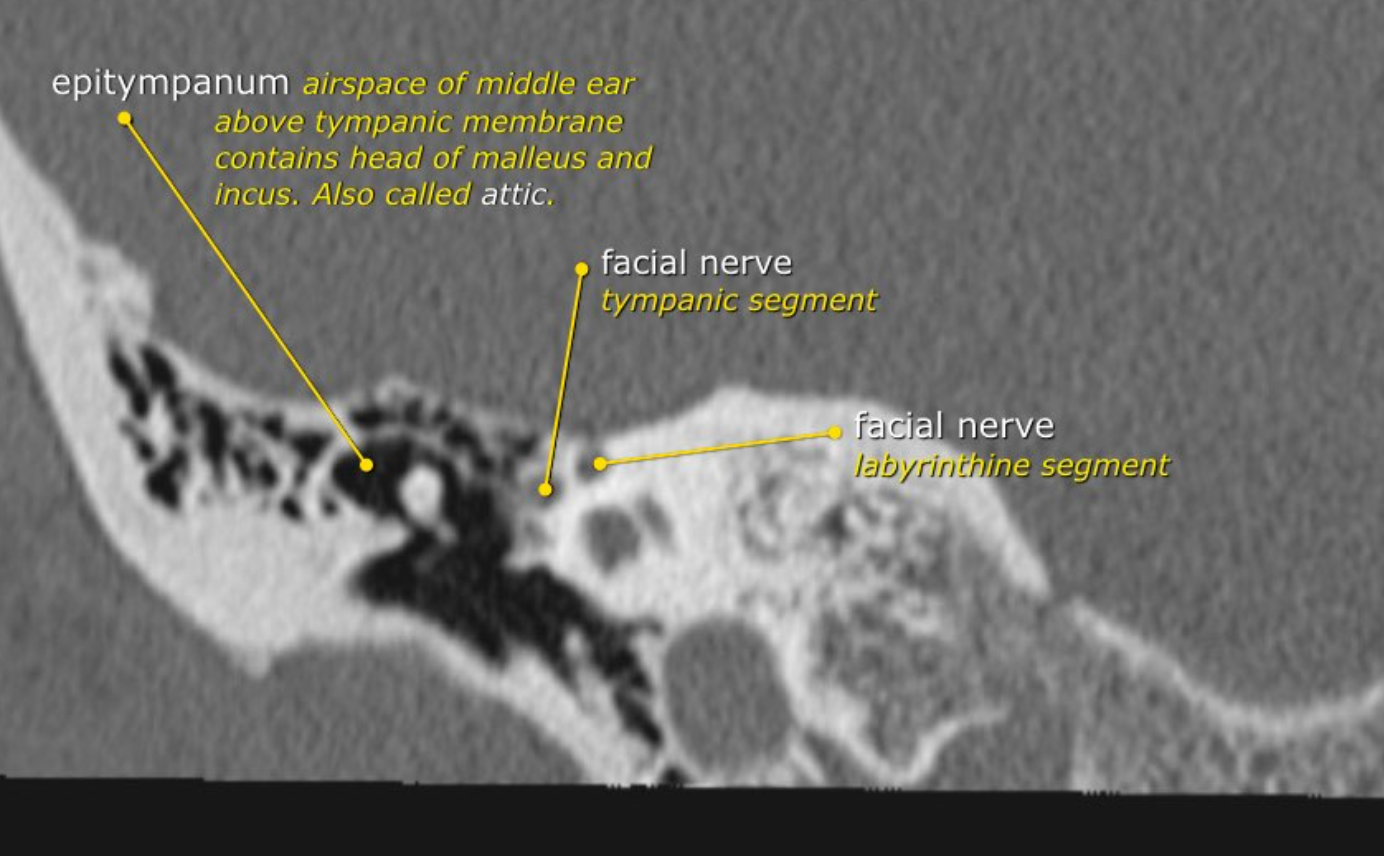 epitympanum airspace of middle ear
above tympanic membrane
contains head of malleus and
incus. Also called attic.
facial nerve
tympanic segment
facial nerve
labyrinthine segment